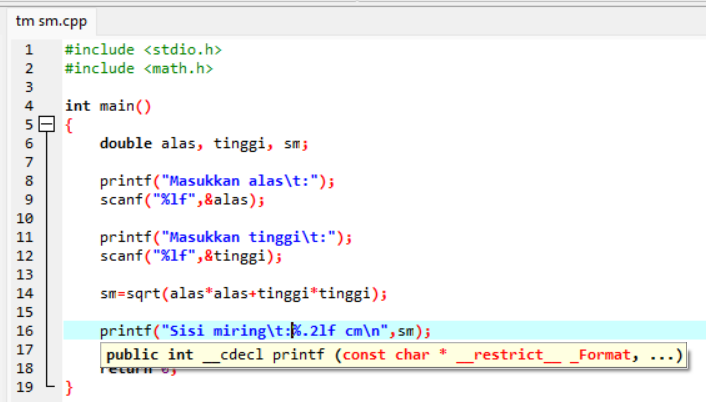 tm sm.cpp
1 #include <stdio.h>
2 #include <math.h>
3
4 int main()
5 {
6 double alas, tinggi, sm;
7
8 printf("Masukkan alas\t:");
9 scanf("%lf",&alas);
10
11 printf("Masukkan tinggi\t:");
12 scanf("%lf",&tinggi);
13
14 sm=sqrt(alas*alas+tinggi*tinggi);
15
16 printf("Sisi miring\t:%.2lf cm\n",sm);
17 public int __cdecl printf (const char * __restrict__ _Format, ...)
18 return 0;
19 }